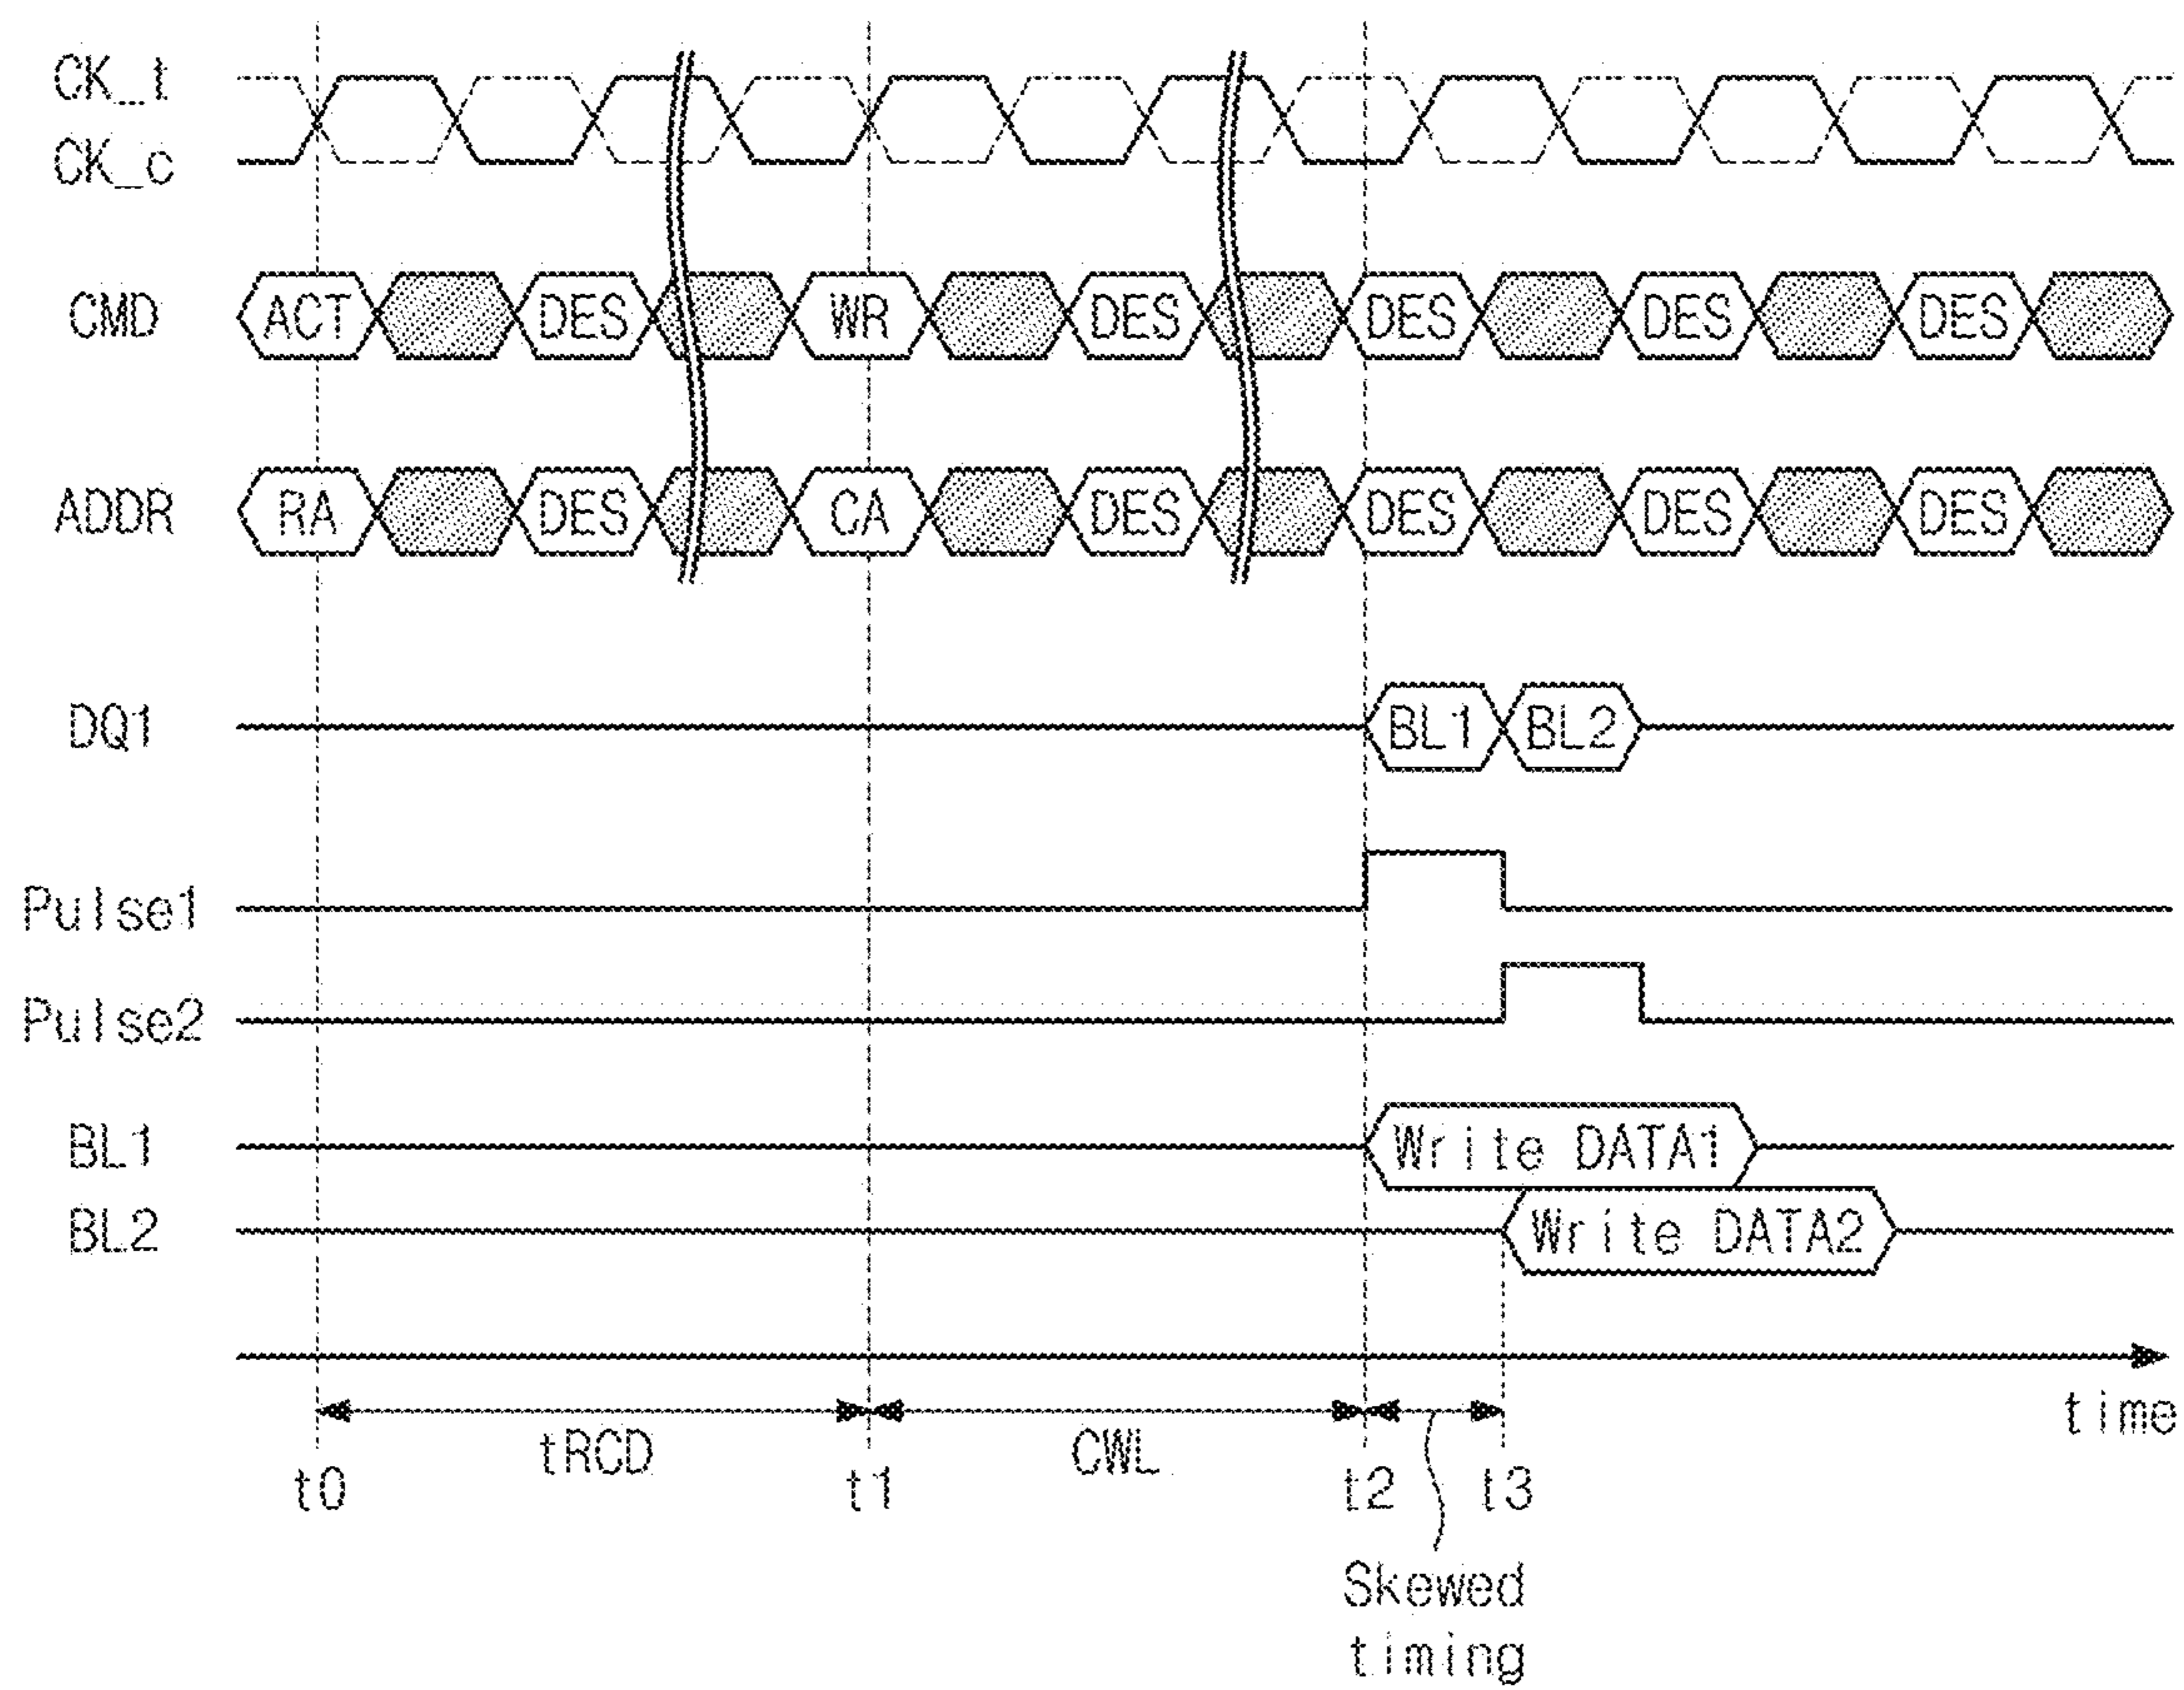 CK_t
CK_c
CMD ACT DES WR DES DES DES DES
ADDR RA DES CA DES DES DES DES
DQ1 BL1 BL2
Pulse1
Pulse2
BL1 Write DATA1
BL2 Write DATA2
time
tRCD CWL
t0 t1 t2 t3
Skewed
timing